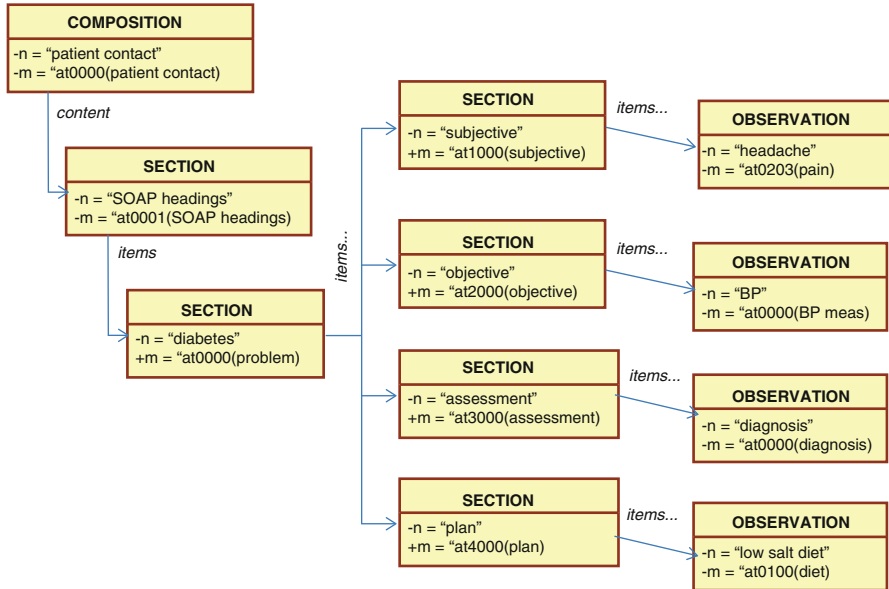 COMPOSITION
-n = “patient contact”
-m = “at0000(patient contact)
content
SECTION
-n = “SOAP headings”
-m = “at0001(SOAP headings)
items
SECTION
-n = “diabetes”
+m = “at0000(problem)
items...
SECTION
-n = “subjective”
+m = “at1000(subjective)
items...
OBSERVATION
-n = “headache”
-m = “at0203(pain)
SECTION
-n = “objective”
+m = “at2000(objective)
items...
OBSERVATION
-n = “BP”
-m = “at0000(BP meas)
SECTION
-n = “assessment”
+m = “at3000(assessment)
items...
OBSERVATION
-n = “diagnosis”
-m = “at0000(diagnosis)
SECTION
-n = “plan”
+m = “at4000(plan)
items...
OBSERVATION
-n = “low salt diet”
-m = “at0100(diet)